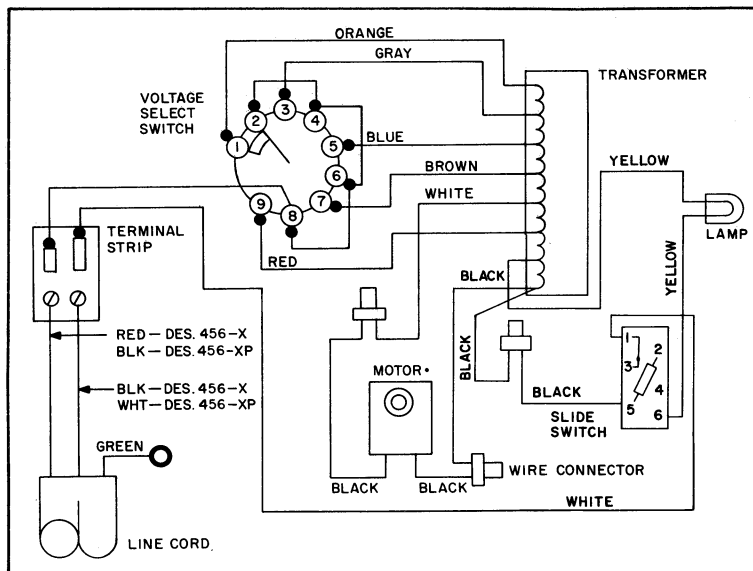 ORANGE
GRAY
TRANSFORMER
VOLTAGE
SELECT
SWITCH
1
2
3
4
5
6
7
8
9
BLUE
BROWN
WHITE
RED
YELLOW
LAMP
YELLOW
TERMINAL
STRIP
BLACK
BLACK
RED — DES. 456-X
BLK — DES. 456-XP
BLK — DES. 456-X
WHT — DES. 456-XP
MOTOR
BLACK
1
2
3
4
5
6
SLIDE
SWITCH
GREEN
BLACK
BLACK
WIRE CONNECTOR
WHITE
LINE CORD